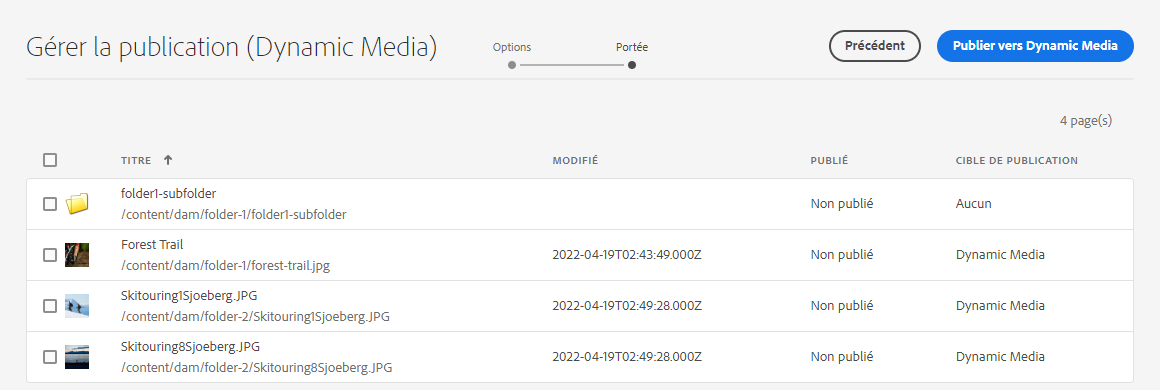 Gérer la publication (Dynamic Media)
Options
Portée
Précédent
Publier vers Dynamic Media
4 page(s)
TITRE ↑ MODIFIÉ PUBLIÉ CIBLE DE PUBLICATION
folder1-subfolder
/content/dam/folder-1/folder1-subfolder
Non publié
Aucun
Forest Trail
/content/dam/folder-1/forest-trail.jpg
2022-04-19T02:43:49.000Z
Non publié
Dynamic Media
Skitouring1Sjoeberg.JPG
/content/dam/folder-2/Skitouring1Sjoeberg.JPG
2022-04-19T02:49:28.000Z
Non publié
Dynamic Media
Skitouring8Sjoeberg.JPG
/content/dam/folder-2/Skitouring8Sjoeberg.JPG
2022-04-19T02:49:28.000Z
Non publié
Dynamic Media